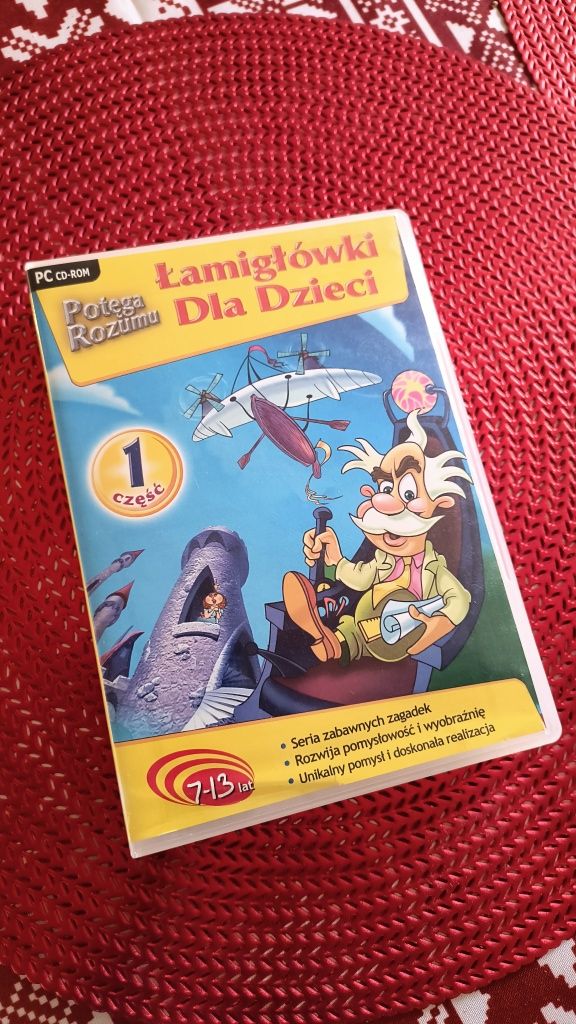 PC CD-ROM
Łamigłówki
Dla Dzieci
Potęga
Rozumu
1
część
• Seria zabawnych zagadek
• Rozwija pomysłowość i wyobraźnię
• Unikalny pomysł i doskonała realizacja
7-13 lat